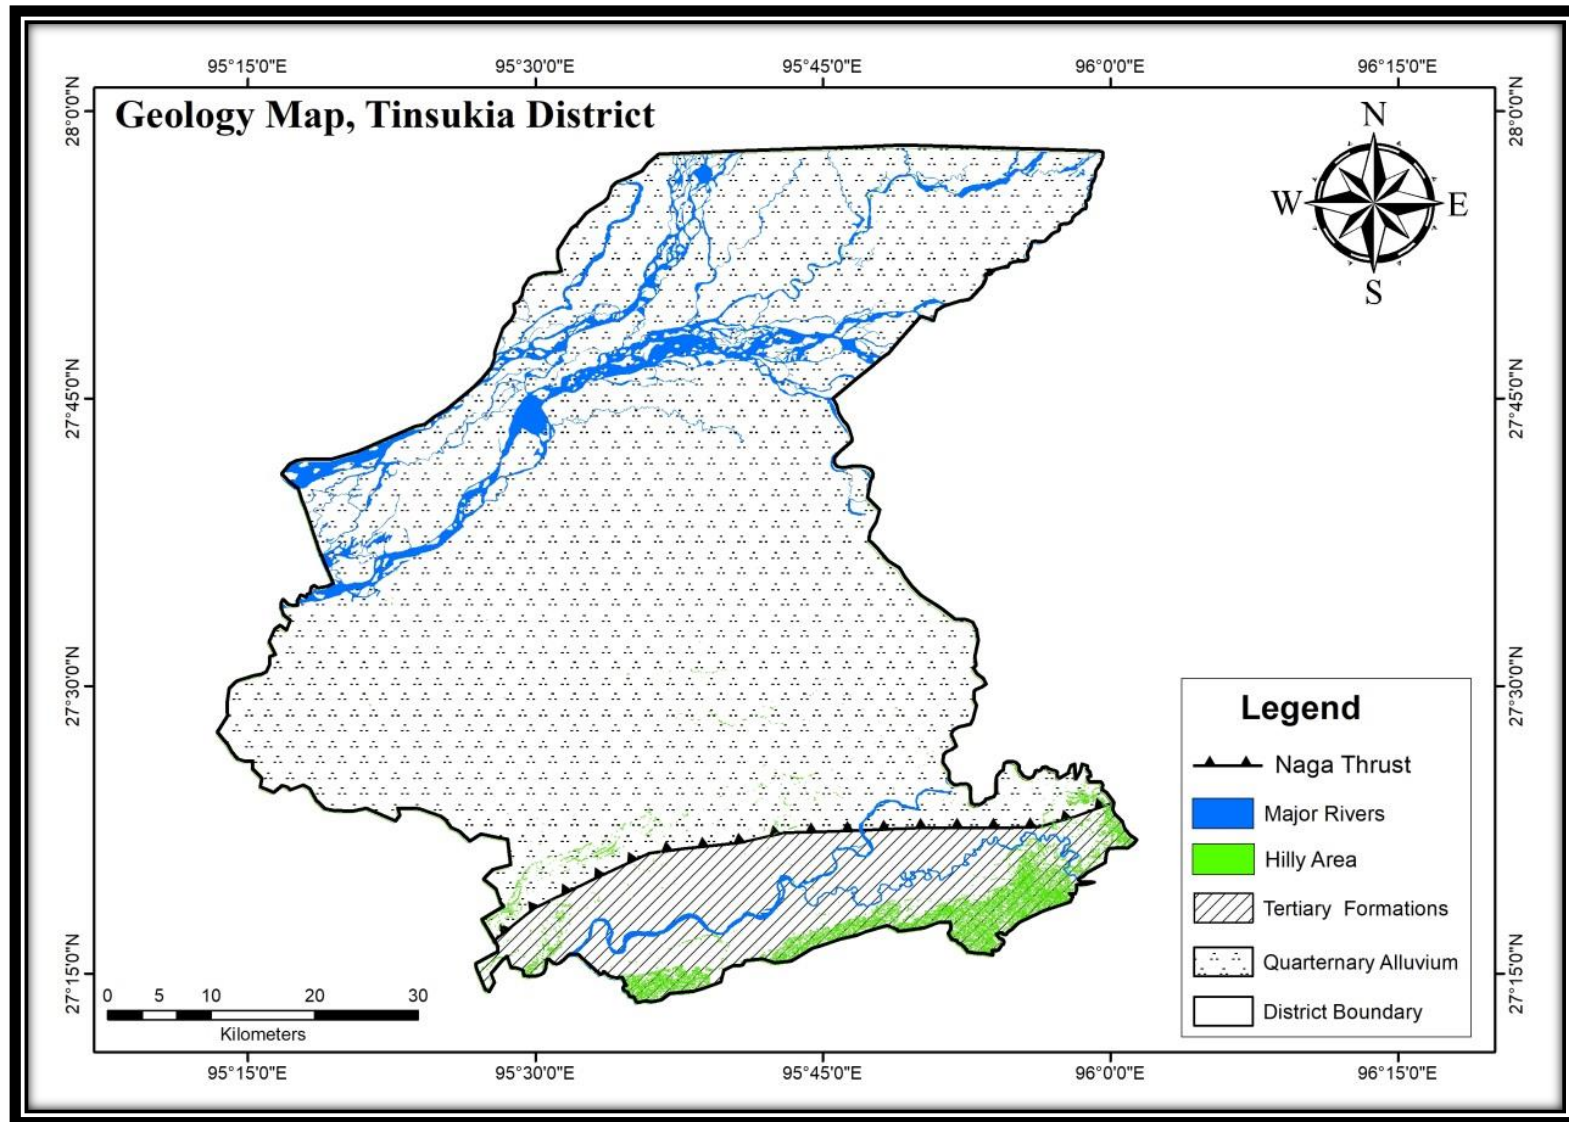 95°15'0"E 95°30'0"E 95°45'0"E 96°0'0"E 96°15'0"E
28°0'0"N
28°0'0"N
Geology Map, Tinsukia District
N
W
E
S
27°45'0"N
27°45'0"N
27°30'0"N
27°30'0"N
Legend
Naga Thrust
Major Rivers
Hilly Area
Tertiary Formations
Quarternary Alluvium
District Boundary
27°15'0"N
27°15'0"N
0 5 10 20 30
Kilometers
95°15'0"E 95°30'0"E 95°45'0"E 96°0'0"E 96°15'0"E